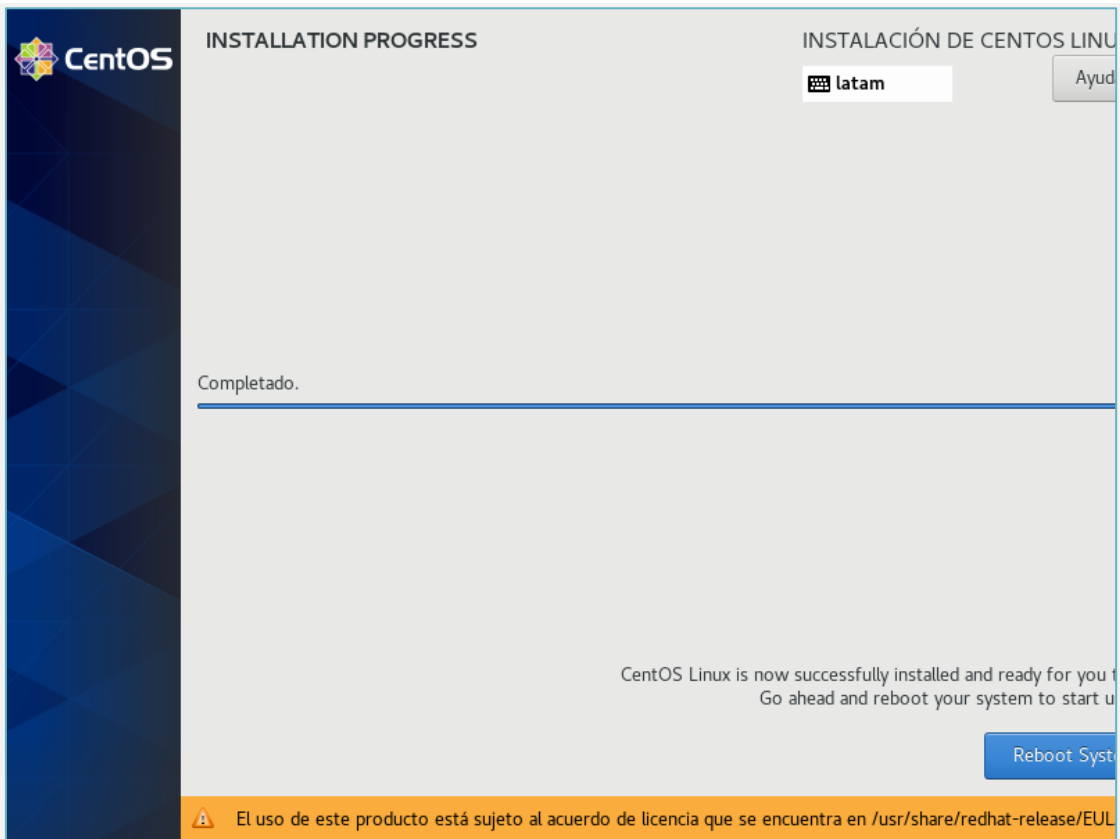 CentOS
INSTALLATION PROGRESS
INSTALACIÓN DE CENTOS LINU
latam
Ayud
Completado.
CentOS Linux is now successfully installed and ready for you t
Go ahead and reboot your system to start u
Reboot Syst
El uso de este producto está sujeto al acuerdo de licencia que se encuentra en /usr/share/redhat-release/EUL